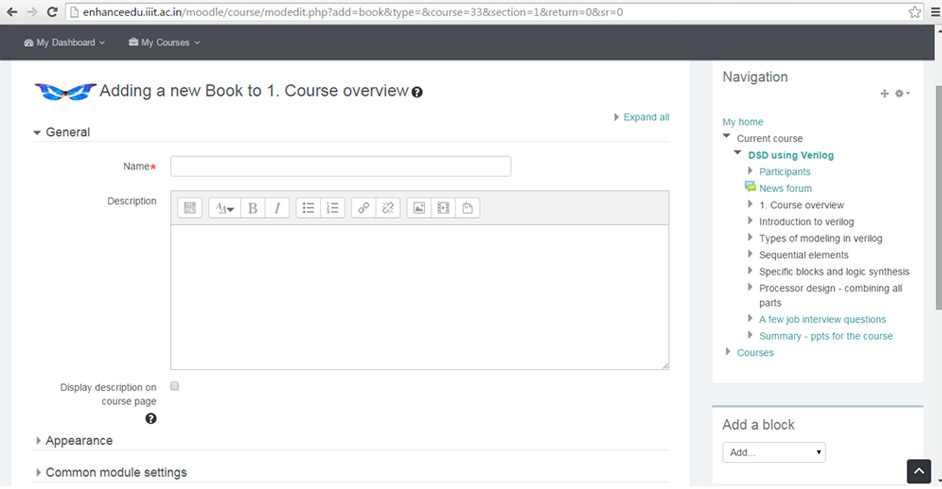 enhanceedu.iiit.ac.in/moodle/course/modedit.php?add=book&type=&course=33&section=1&return=0&sr=0
My Dashboard
My Courses
Adding a new Book to 1. Course overview
Expand all
General
Name*
Description
B
I
Display description on
course page
Appearance
Common module settings
Navigation
My home
Current course
DSD using Verilog
Participants
News forum
1. Course overview
Introduction to verilog
Types of modeling in verilog
Sequential elements
Specific blocks and logic synthesis
Processor design - combining all
parts
A few job interview questions
Summary - ppts for the course
Courses
Add a block
Add...